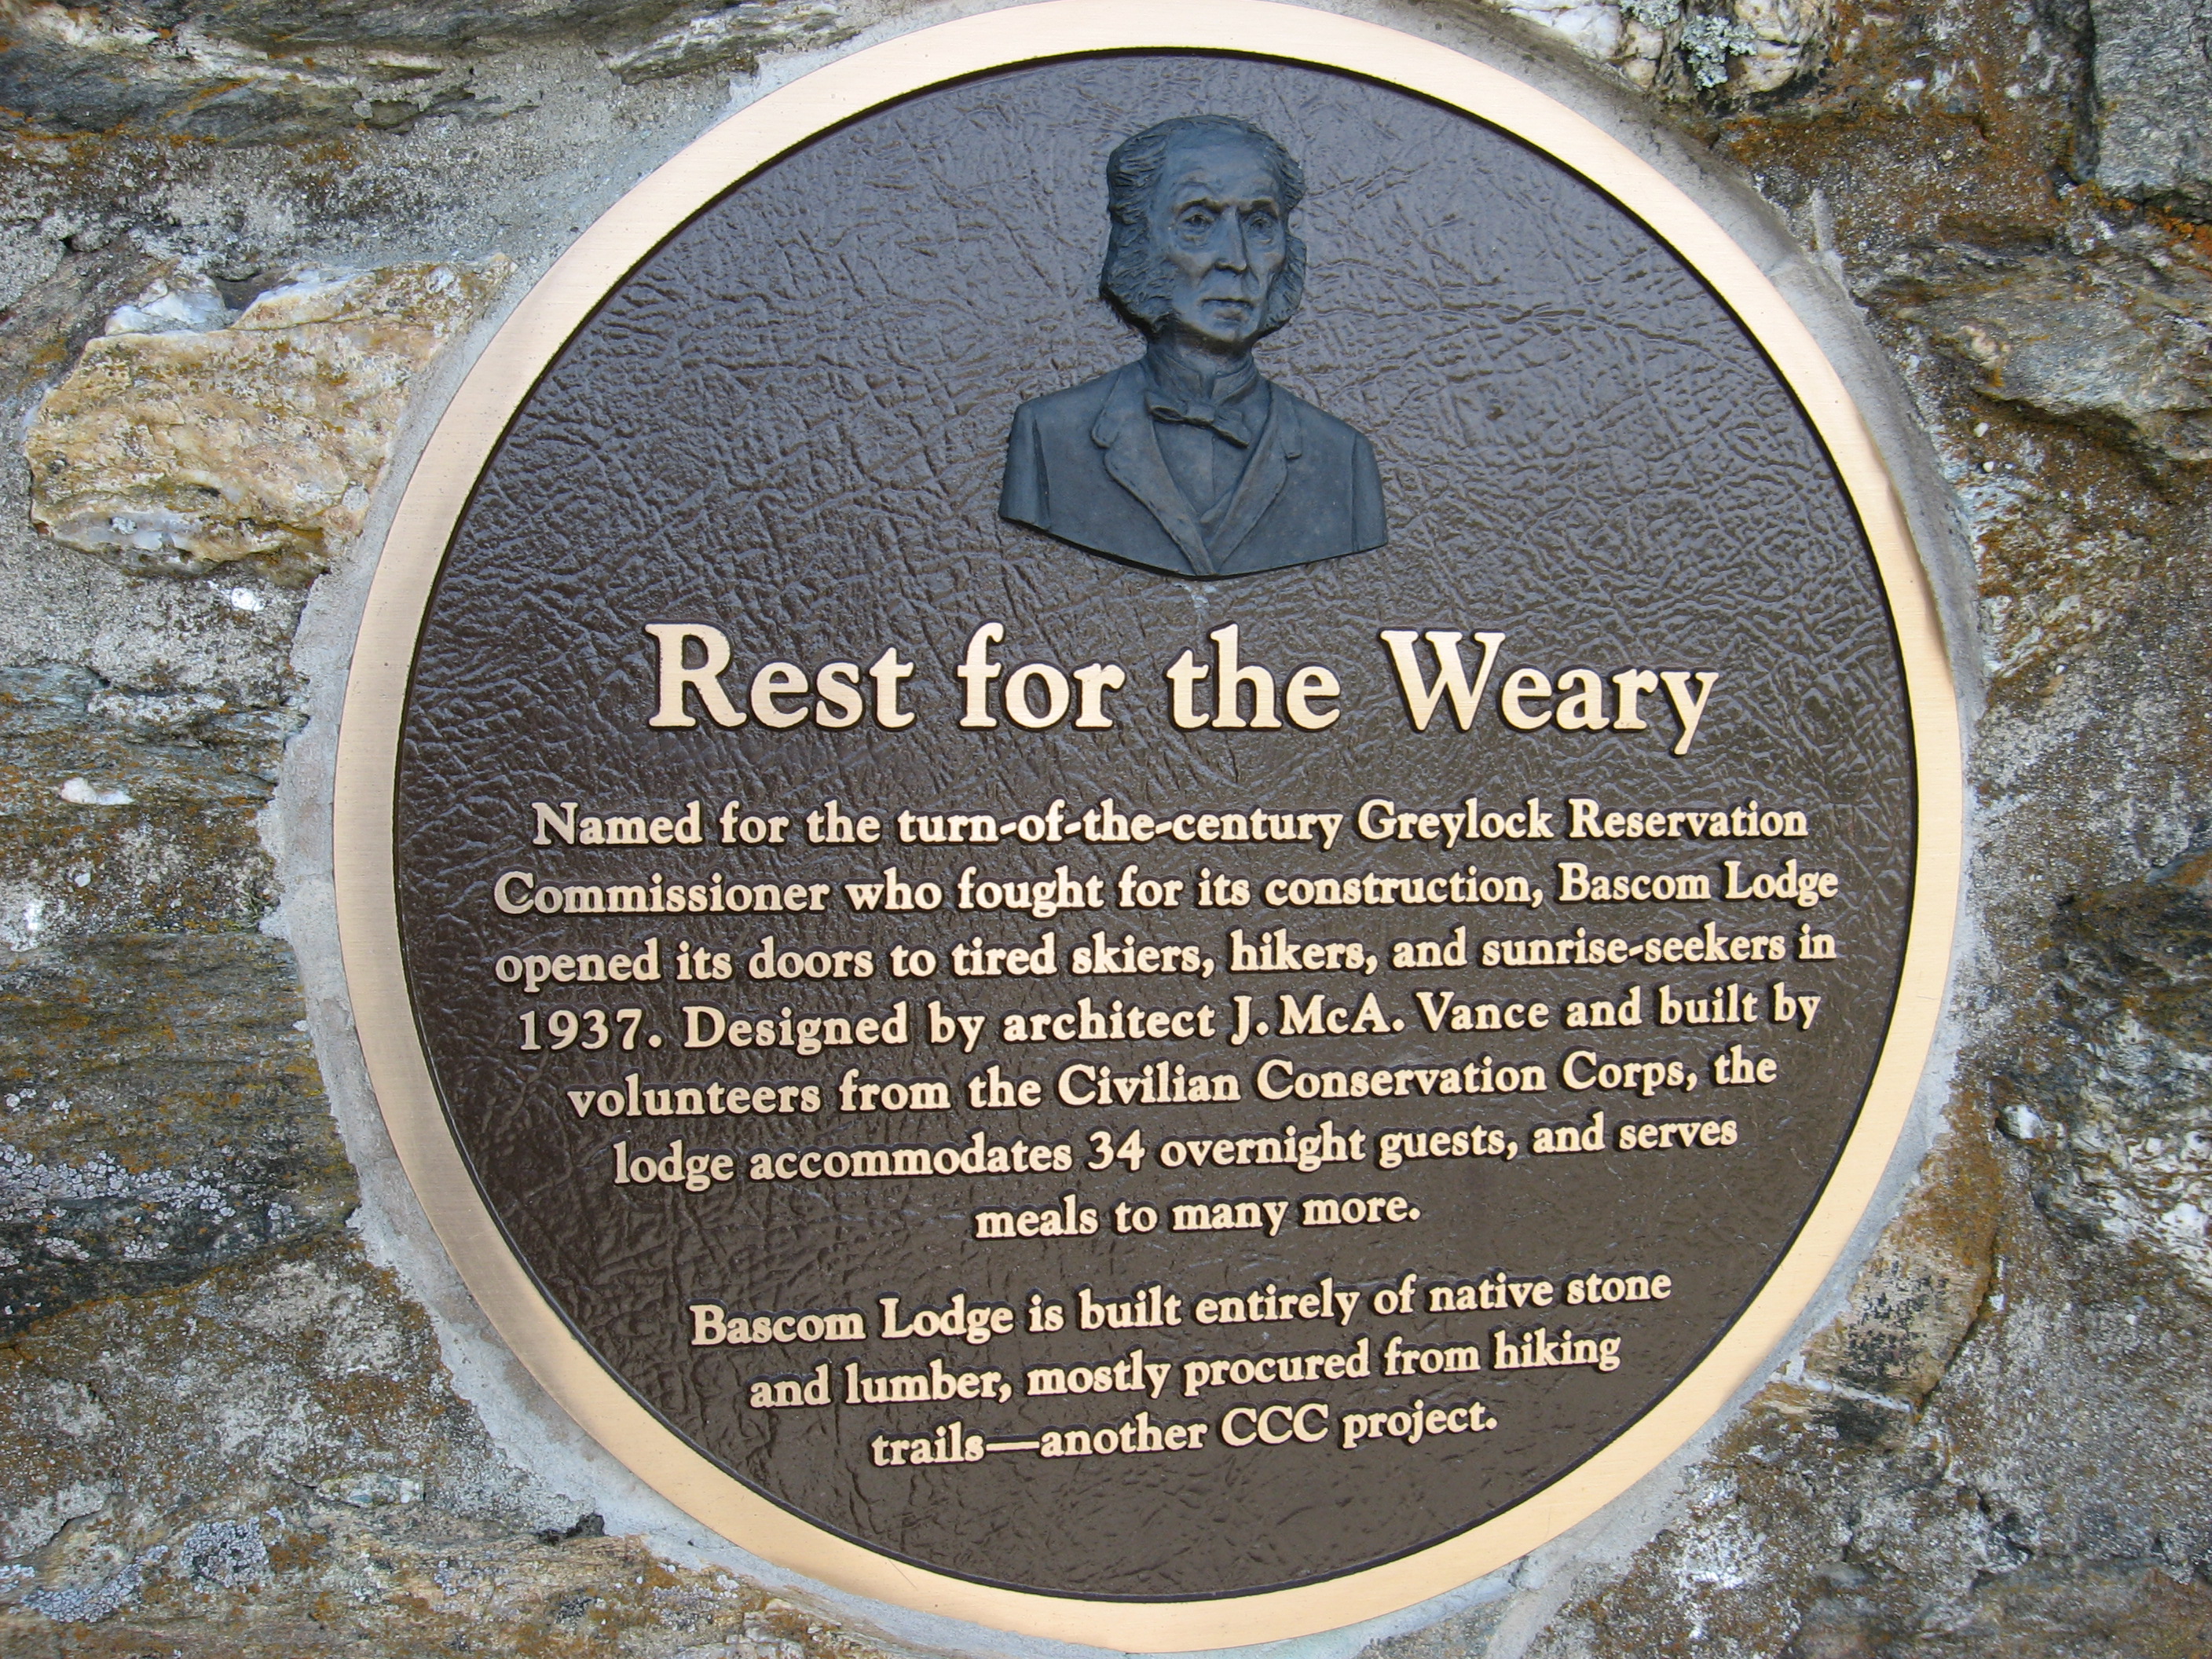 Rest for the Weary
Named for the turn-of-the-century Greylock Reservation
Commissioner who fought for its construction, Bascom Lodge
opened its doors to tired skiers, hikers, and sunrise-seekers in
1937. Designed by architect J. McA. Vance and built by
volunteers from the Civilian Conservation Corps, the
lodge accommodates 34 overnight guests, and serves
meals to many more.
Bascom Lodge is built entirely of native stone
and lumber, mostly procured from hiking
trails—another CCC project.